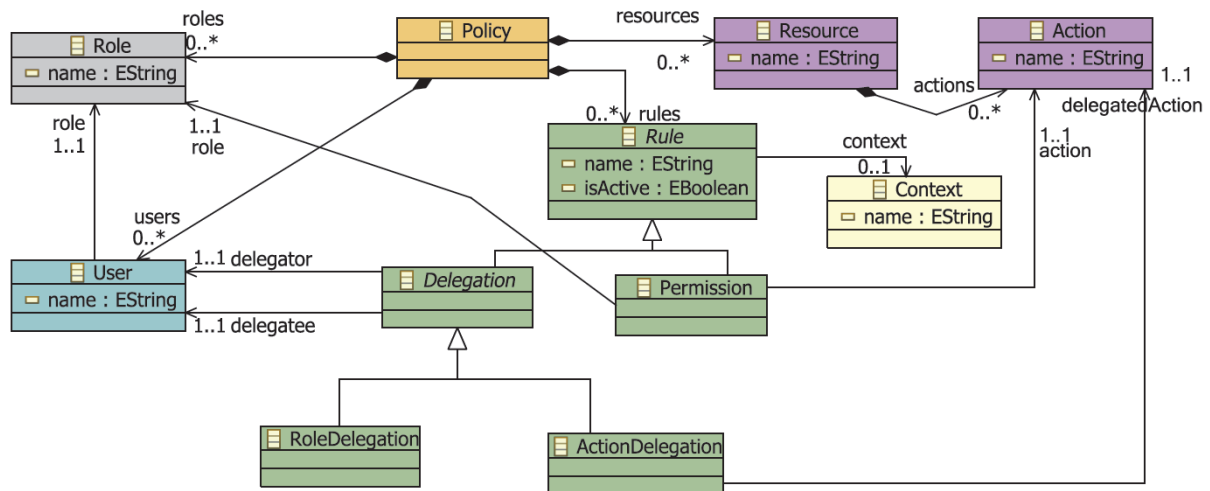 roles
0..*
Role
name : EString
Policy
resources
0..*
Resource
name : EString
Action
name : EString
actions
0..*
1..1
delegatedAction
role
1..1
1..1
role
0..* rules
Rule
name : EString
isActive : EBoolean
context
0..1
1..1
action
Context
name : EString
users
0..*
User
name : EString
1..1 delegator
1..1 delegatee
Delegation
Permission
RoleDelegation
ActionDelegation